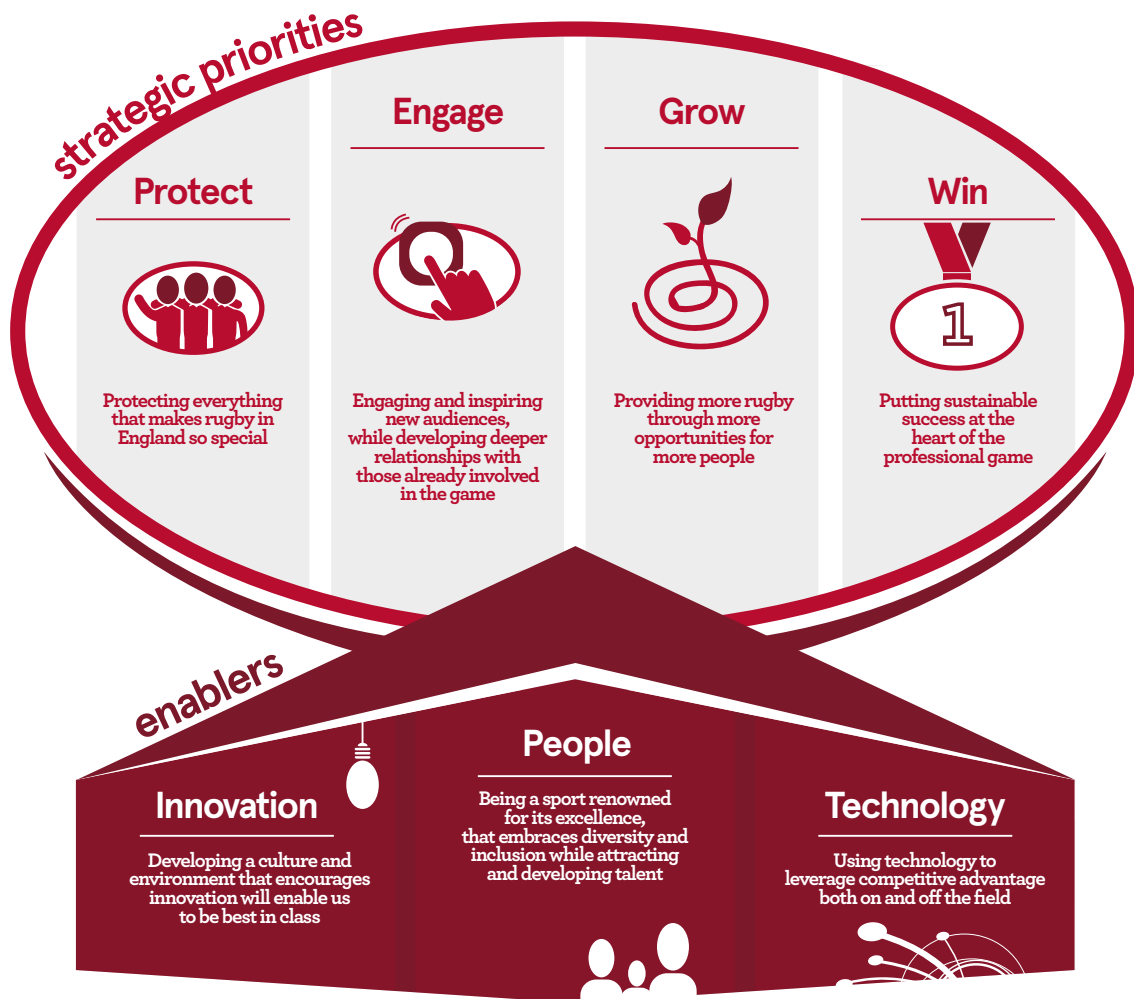 strategic priorities
Protect
Protecting everything
that makes rugby in
England so special
Engage
Engaging and inspiring
new audiences,
while developing deeper
relationships with
those already involved
in the game
Grow
Providing more rugby
through more
opportunities for
more people
Win
1
Putting sustainable
success at the
heart of the
professional game
enablers
Innovation
Developing a culture and
environment that encourages
innovation will enable us
to be best in class
People
Being a sport renowned
for its excellence,
that embraces diversity and
inclusion while attracting
and developing talent
Technology
Using technology to
leverage competitive advantage
both on and off the field